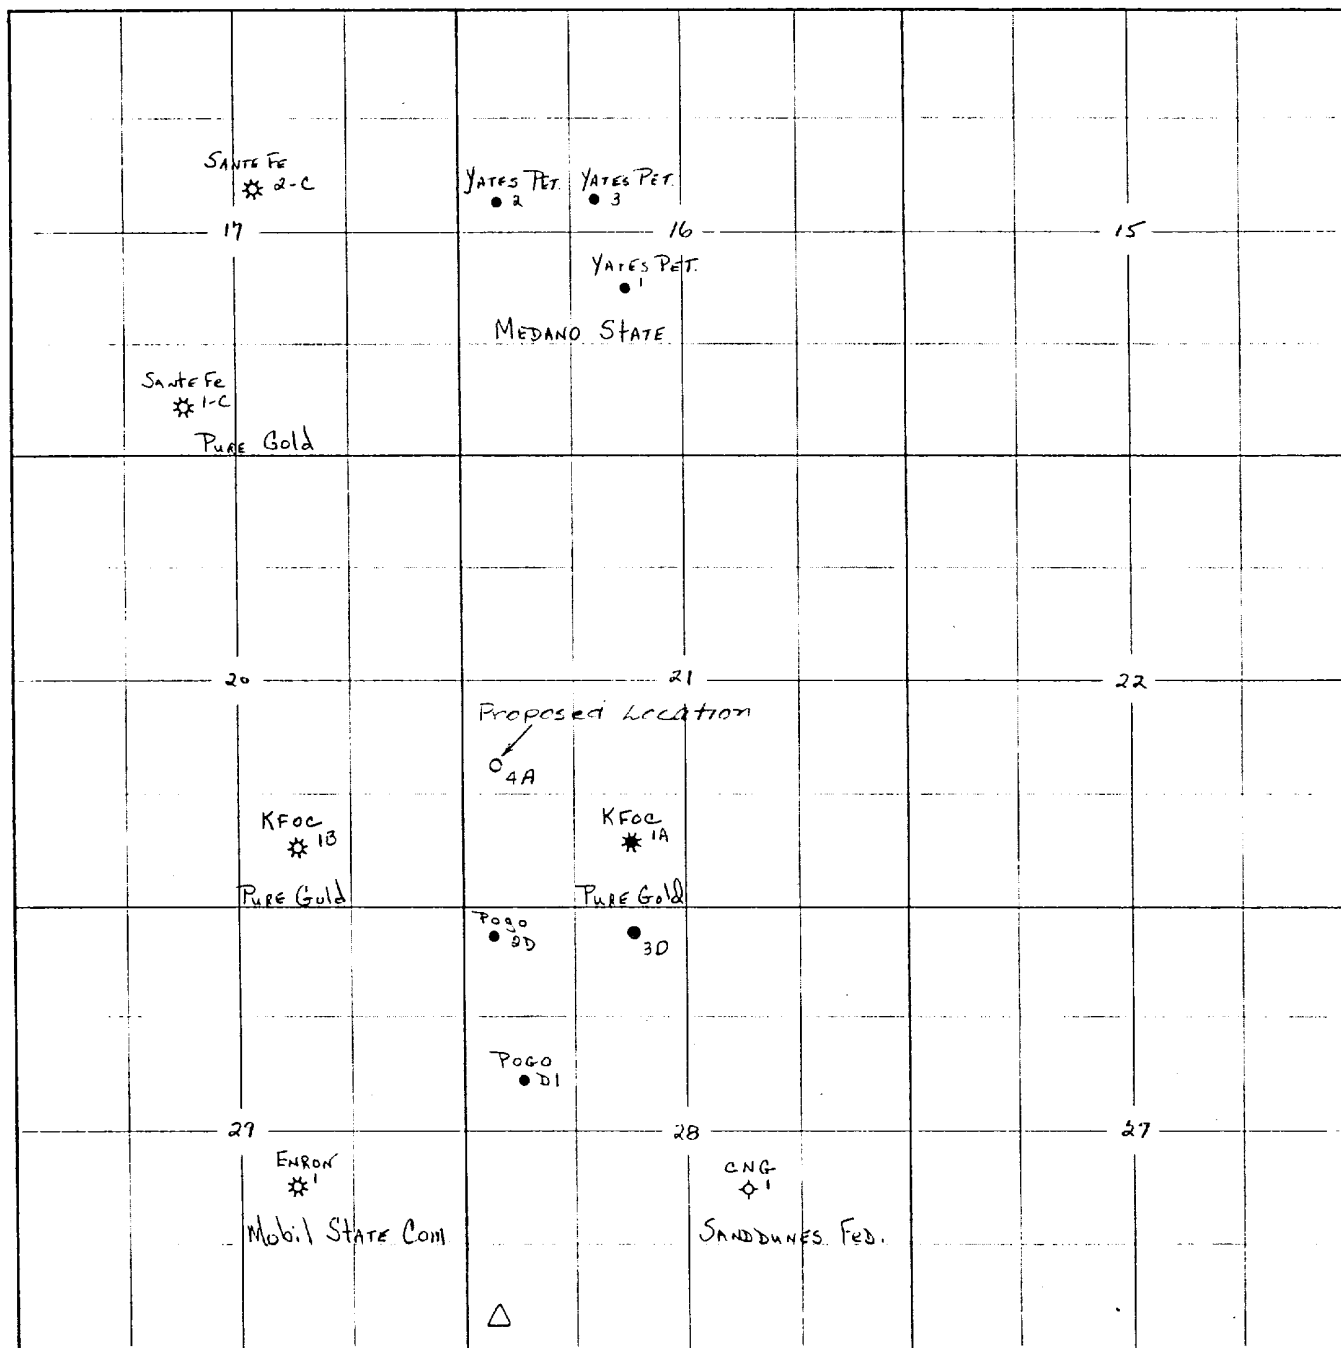 SANTE FE
2-C
YATES PET.
2
YATES PET.
3
17
16
15
YATES PET.
1
MEDANO STATE
SANTE Fe
1-C
PURE Gold
20
21
22
Proposed Location
4A
KFOC
1B
KFOC
1A
PURE Gold
PURE Gold
Pogo
2D
3D
POGO
D1
29
28
27
ENRON
1
CNG
1
Mobil STATE Com
SANDDUNES FED.